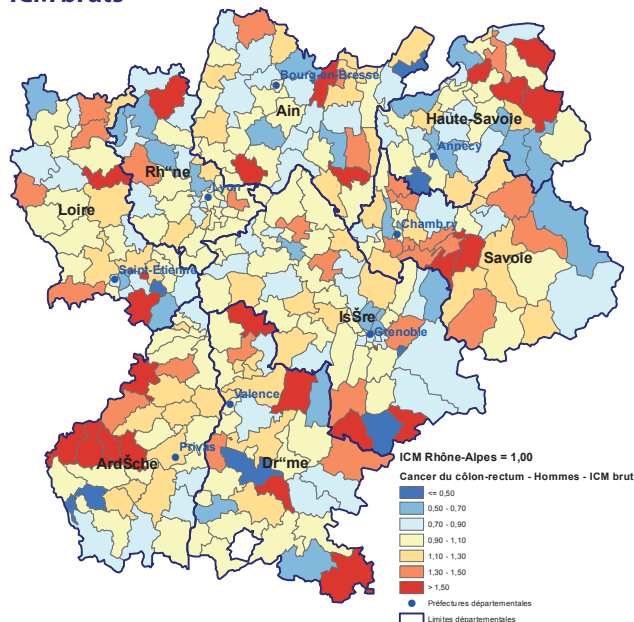 ICM bruts
Bourg-en-Bresse
Ain
Haute-Savoie
Annecy
Rh“ne
Lyon
Loire
Chambry
Savoie
Saint-Etienne
IsŠre
Grenoble
Valence
Privas
ArdŠche
Dr“me
ICM Rhône-Alpes = 1,00
Cancer du côlon-rectum - Hommes - ICM brut
<= 0,50
0,50 - 0,70
0,70 - 0,90
0,90 - 1,10
1,10 - 1,30
1,30 - 1,50
> 1,50
Préfectures départementales
Limites départementales